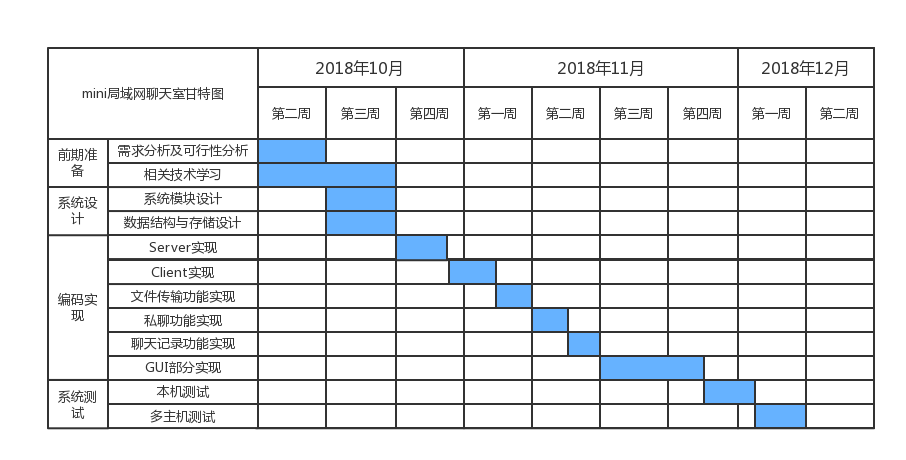 mini局域网聊天室甘特图
2018年10月
2018年11月
2018年12月
第二周
第三周
第四周
第一周
第二周
第三周
第四周
第一周
第二周
前期准
备
需求分析及可行性分析
相关技术学习
系统设
计
系统模块设计
数据结构与存储设计
编码实
现
Server实现
Client实现
文件传输功能实现
私聊功能实现
聊天记录功能实现
GUI部分实现
系统测
试
本机测试
多主机测试